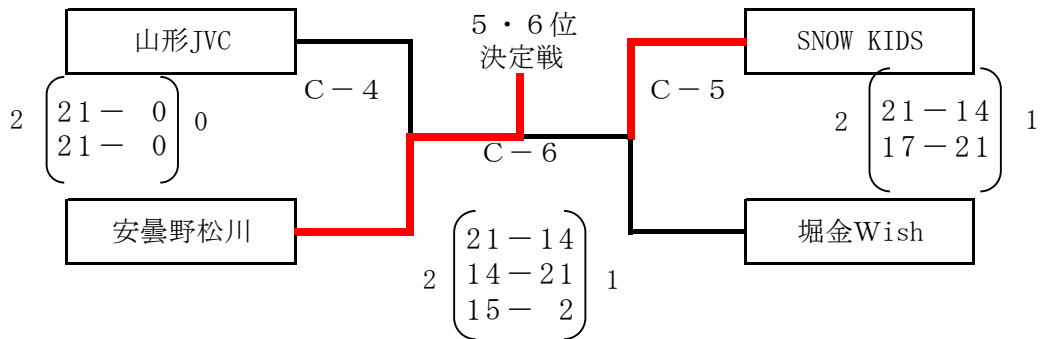 山形JVC
５・６位
決定戦
SNOW KIDS
Ｃ－４
Ｃ－５
2 21－ 0 0
21－ 0
2 21－14 1
17－21
Ｃ－６
安曇野松川
堀金Wish
21－14
2 14－21 1
15－ 2